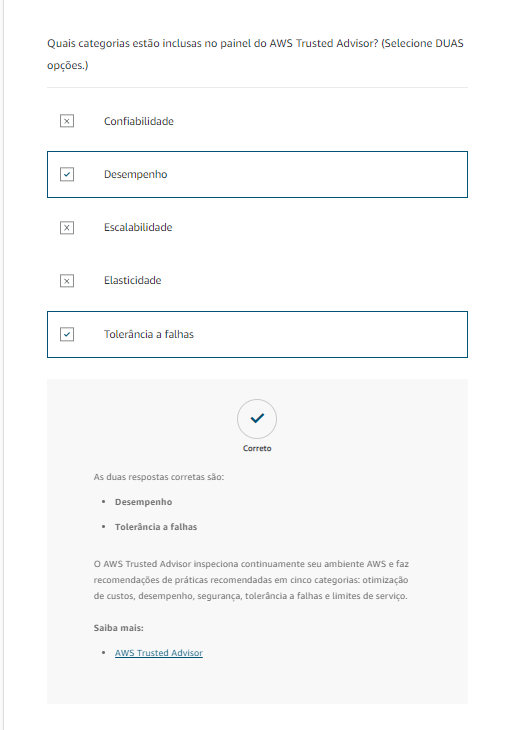 Quais categorias estão inclusas no painel do AWS Trusted Advisor? (Selecione DUAS
opções.)
Confiabilidade
Desempenho
Escalabilidade
Elasticidade
Tolerância a falhas
Correto
As duas respostas corretas são:
• Desempenho
• Tolerância a falhas
O AWS Trusted Advisor inspeciona continuamente seu ambiente AWS e faz
recomendações de práticas recomendadas em cinco categorias: otimização
de custos, desempenho, segurança, tolerância a falhas e limites de serviço.
Saiba mais:
• AWS Trusted Advisor